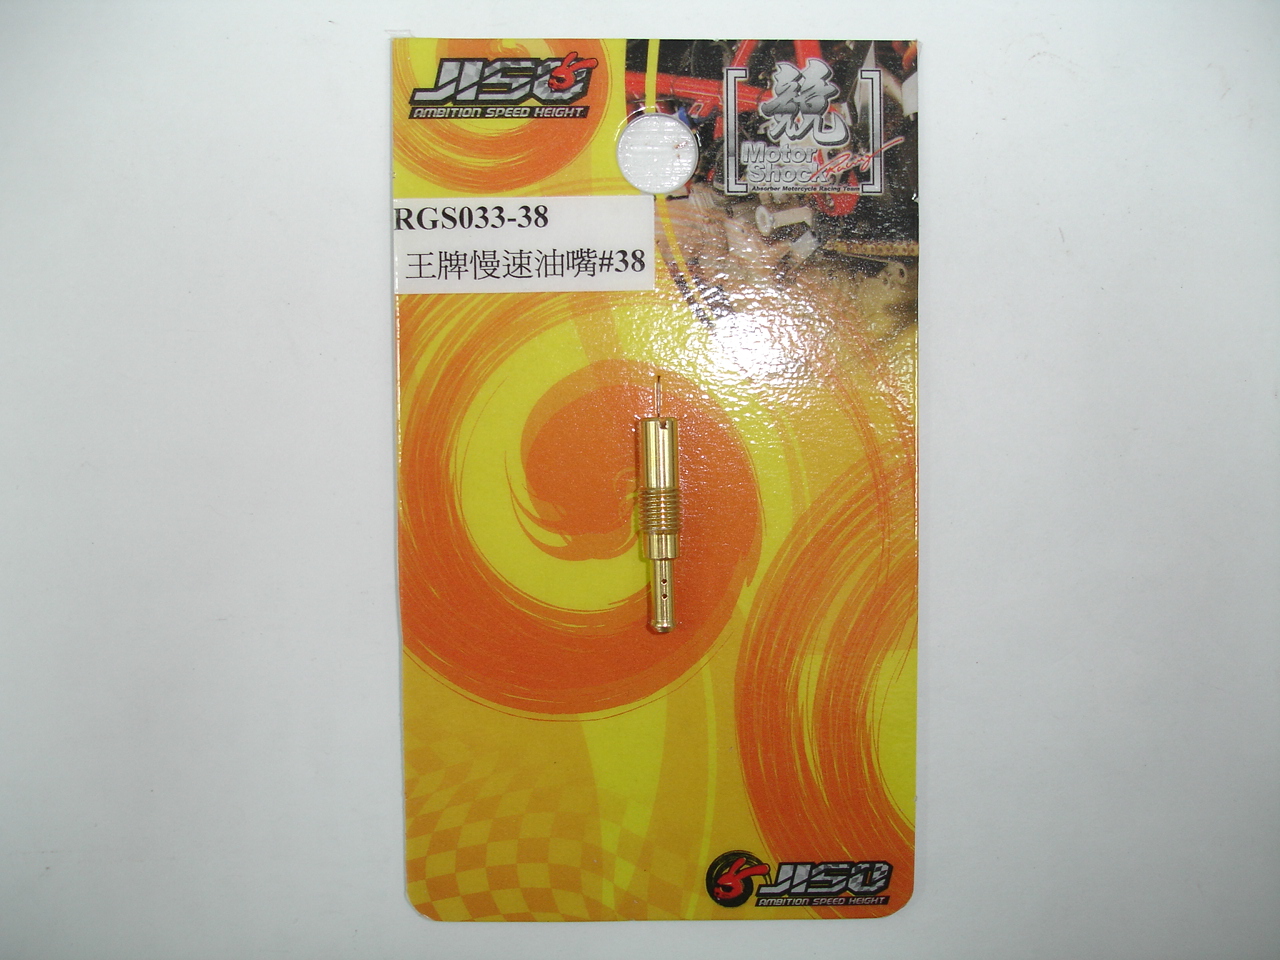 JISO
AMBITION SPEED HEIGHT
競
Motor
Shock Racing
Absorber Motorcycle Racing Team
RGS033-38
王牌慢速油嘴#38
JISO
AMBITION SPEED HEIGHT